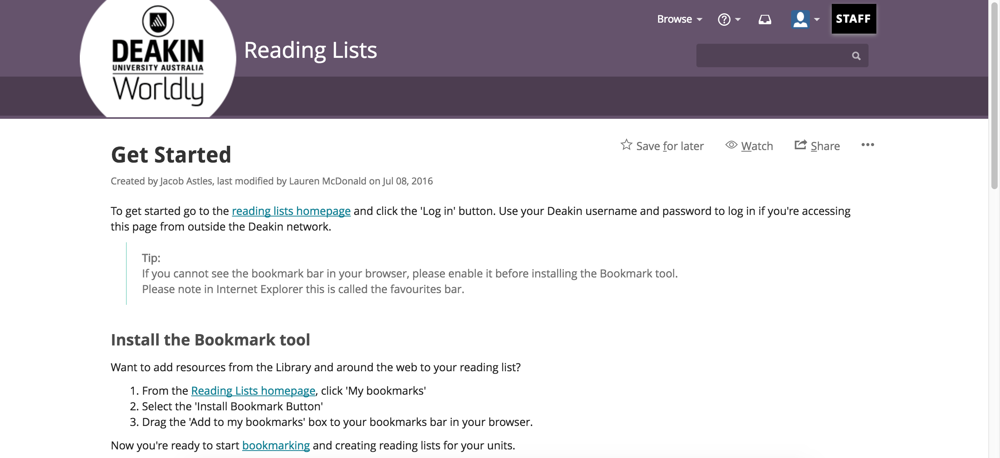 DEAKIN
UNIVERSITY AUSTRALIA
Worldly
Reading Lists
Browse
STAFF
Get Started
Save for later
Watch
Share
Created by Jacob Astles, last modified by Lauren McDonald on Jul 08, 2016
To get started go to the reading lists homepage and click the 'Log in' button. Use your Deakin username and password to log in if you're accessing
this page from outside the Deakin network.
Tip:
If you cannot see the bookmark bar in your browser, please enable it before installing the Bookmark tool.
Please note in Internet Explorer this is called the favourites bar.
Install the Bookmark tool
Want to add resources from the Library and around the web to your reading list?
1. From the Reading Lists homepage, click 'My bookmarks'
2. Select the 'Install Bookmark Button'
3. Drag the 'Add to my bookmarks' box to your bookmarks bar in your browser.
Now you're ready to start bookmarking and creating reading lists for your units.